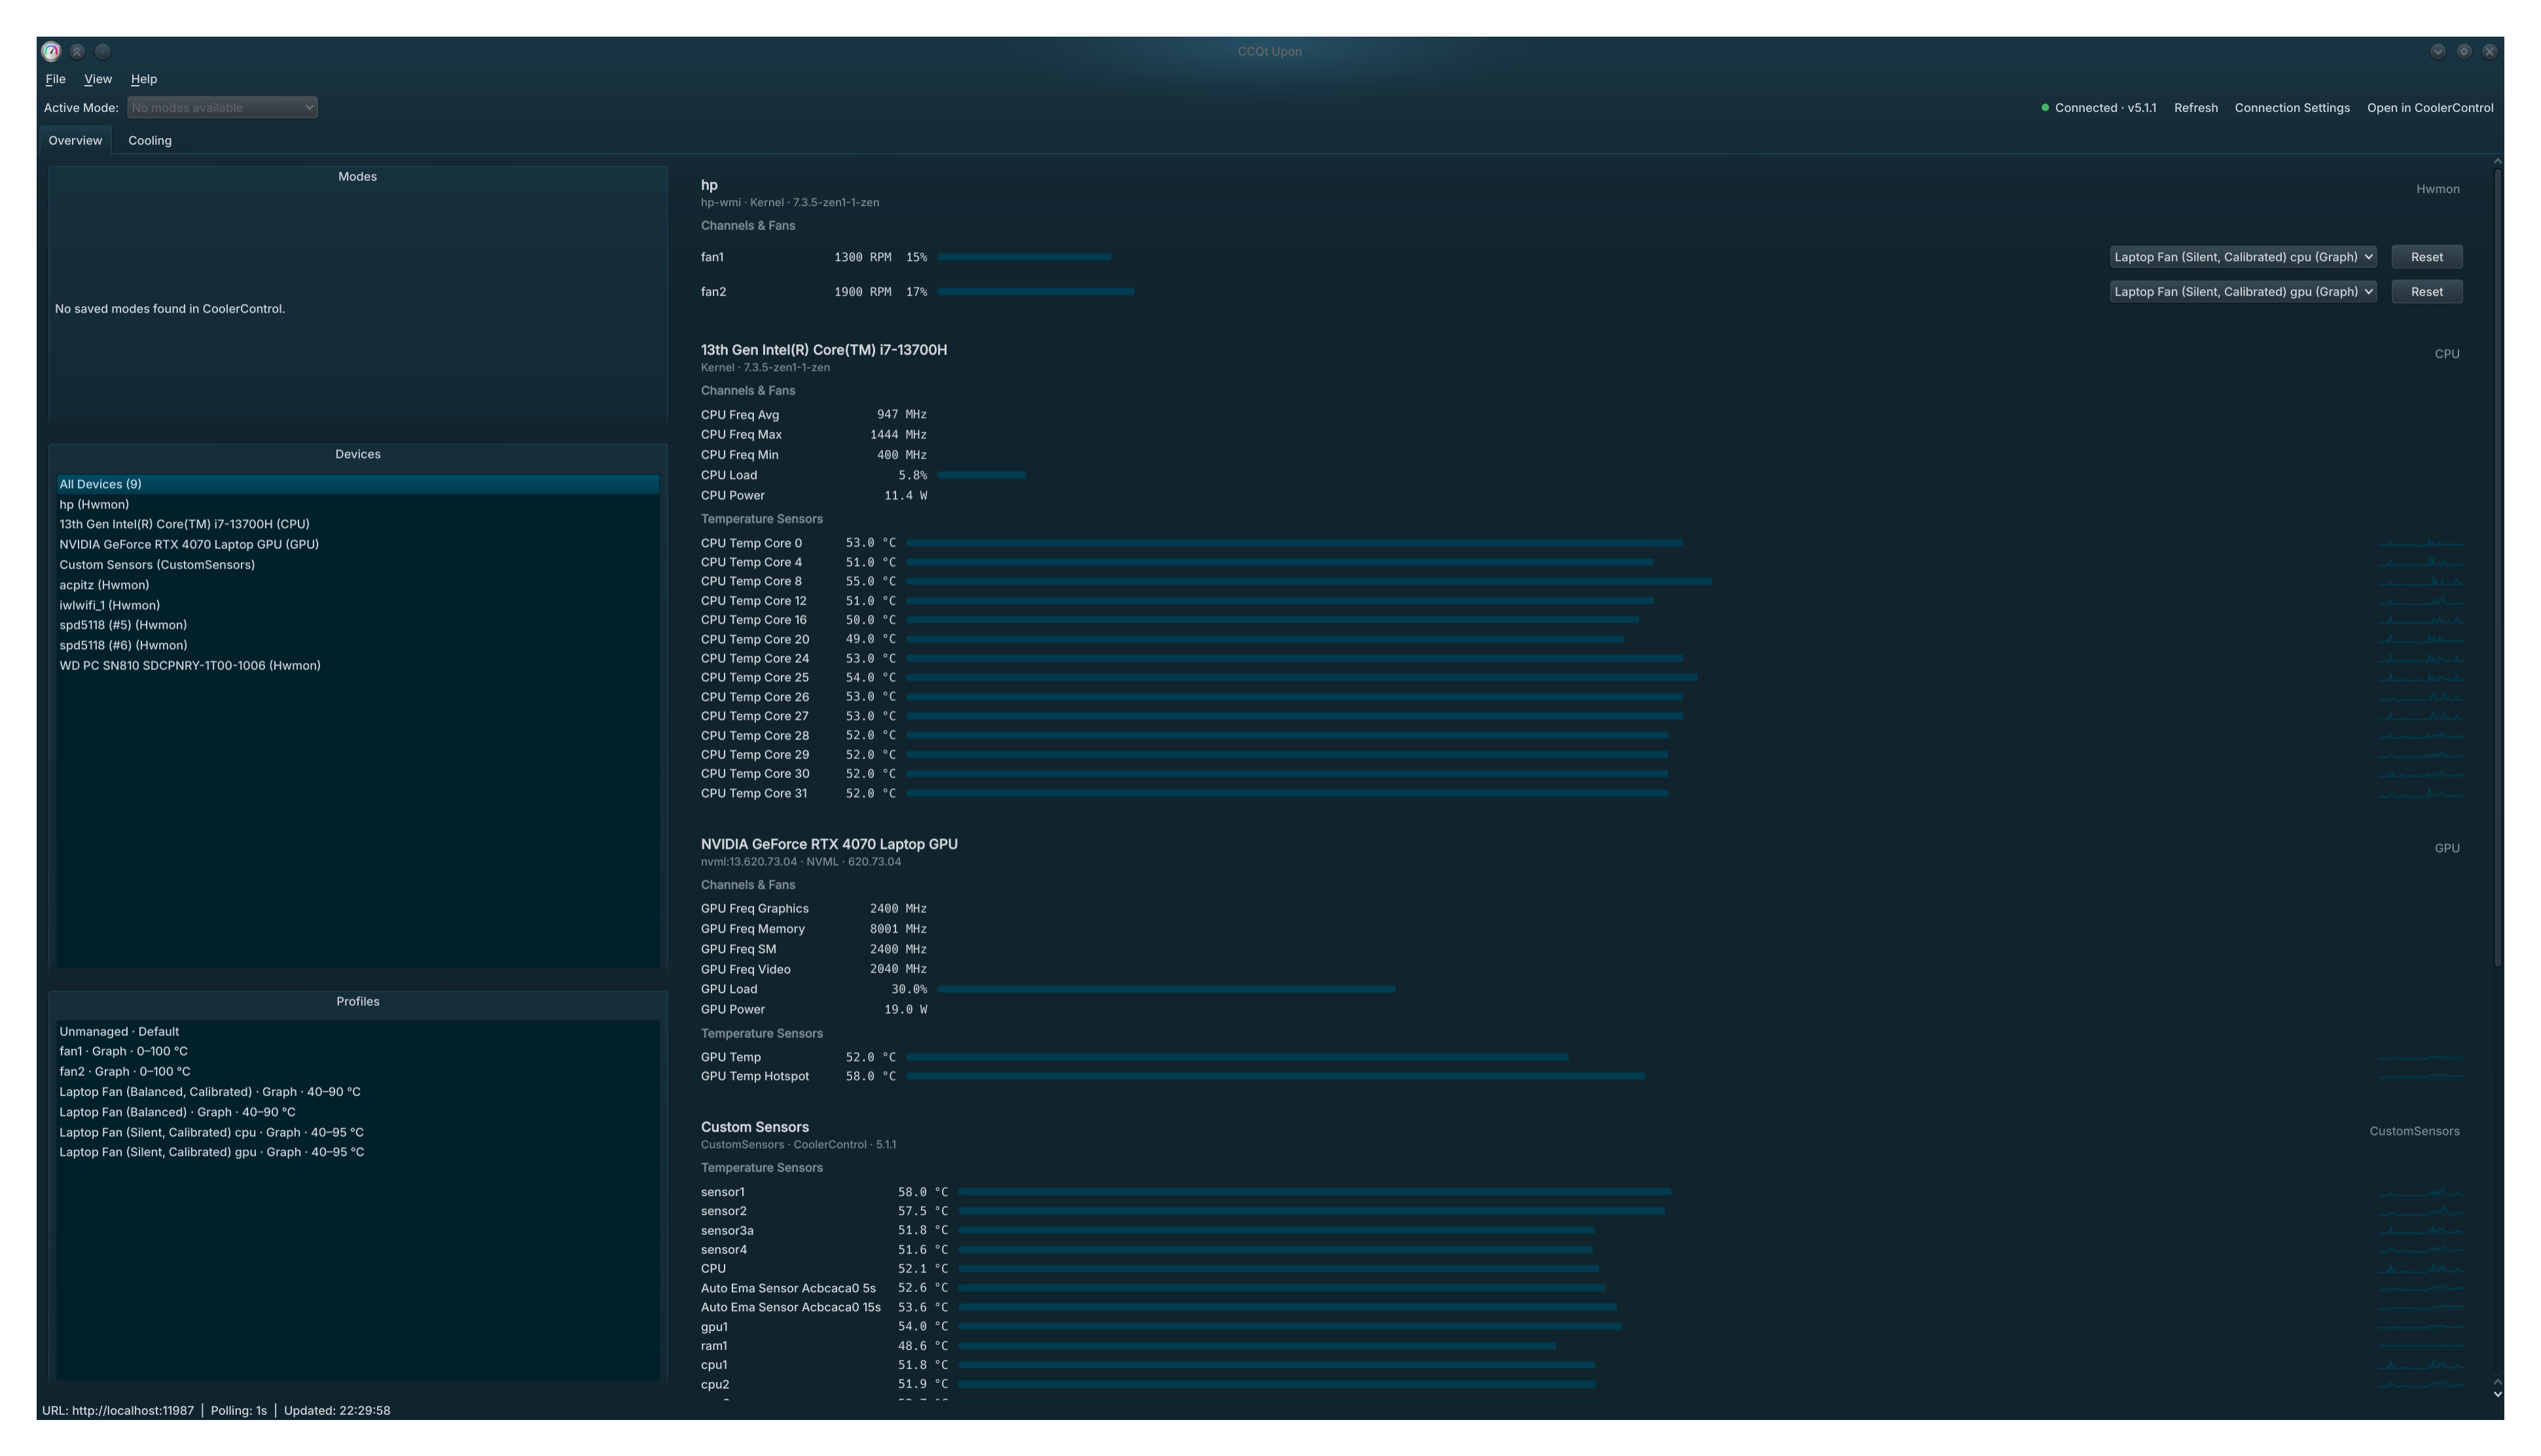 CCQt Upon
File View Help
Active Mode: No modes available
Connected · v5.1.1 Refresh Connection Settings Open in CoolerControl
Overview Cooling
Modes
No saved modes found in CoolerControl.
Devices
All Devices (9)
hp (Hwmon)
13th Gen Intel(R) Core(TM) i7-13700H (CPU)
NVIDIA GeForce RTX 4070 Laptop GPU (GPU)
Custom Sensors (CustomSensors)
acpitz (Hwmon)
iwlwifi_1 (Hwmon)
spd5118 (#5) (Hwmon)
spd5118 (#6) (Hwmon)
WD PC SN810 SDCPNRY-1T00-1006 (Hwmon)
Profiles
Unmanaged · Default
fan1 · Graph · 0–100 °C
fan2 · Graph · 0–100 °C
Laptop Fan (Balanced, Calibrated) · Graph · 40–90 °C
Laptop Fan (Balanced) · Graph · 40–90 °C
Laptop Fan (Silent, Calibrated) cpu · Graph · 40–95 °C
Laptop Fan (Silent, Calibrated) gpu · Graph · 40–95 °C
hp Hwmon
hp-wmi · Kernel · 7.3.5-zen1-1-zen
Channels & Fans
fan1 1300 RPM 15% Laptop Fan (Silent, Calibrated) cpu (Graph) Reset
fan2 1900 RPM 17% Laptop Fan (Silent, Calibrated) gpu (Graph) Reset
13th Gen Intel(R) Core(TM) i7-13700H CPU
Kernel · 7.3.5-zen1-1-zen
Channels & Fans
CPU Freq Avg 947 MHz
CPU Freq Max 1444 MHz
CPU Freq Min 400 MHz
CPU Load 5.8%
CPU Power 11.4 W
Temperature Sensors
CPU Temp Core 0 53.0 °C
CPU Temp Core 4 51.0 °C
CPU Temp Core 8 55.0 °C
CPU Temp Core 12 51.0 °C
CPU Temp Core 16 50.0 °C
CPU Temp Core 20 49.0 °C
CPU Temp Core 24 53.0 °C
CPU Temp Core 25 54.0 °C
CPU Temp Core 26 53.0 °C
CPU Temp Core 27 53.0 °C
CPU Temp Core 28 52.0 °C
CPU Temp Core 29 52.0 °C
CPU Temp Core 30 52.0 °C
CPU Temp Core 31 52.0 °C
NVIDIA GeForce RTX 4070 Laptop GPU GPU
nvml:13.620.73.04 · NVML · 620.73.04
Channels & Fans
GPU Freq Graphics 2400 MHz
GPU Freq Memory 8001 MHz
GPU Freq SM 2400 MHz
GPU Freq Video 2040 MHz
GPU Load 30.0%
GPU Power 19.0 W
Temperature Sensors
GPU Temp 52.0 °C
GPU Temp Hotspot 58.0 °C
Custom Sensors CustomSensors
CustomSensors · CoolerControl · 5.1.1
Temperature Sensors
sensor1 58.0 °C
sensor2 57.5 °C
sensor3a 51.8 °C
sensor4 51.6 °C
CPU 52.1 °C
Auto Ema Sensor Acbcaca0 5s 52.6 °C
Auto Ema Sensor Acbcaca0 15s 53.6 °C
gpu1 54.0 °C
ram1 48.6 °C
cpu1 51.8 °C
cpu2 51.9 °C
URL: http://localhost:11987 | Polling: 1s | Updated: 22:29:58